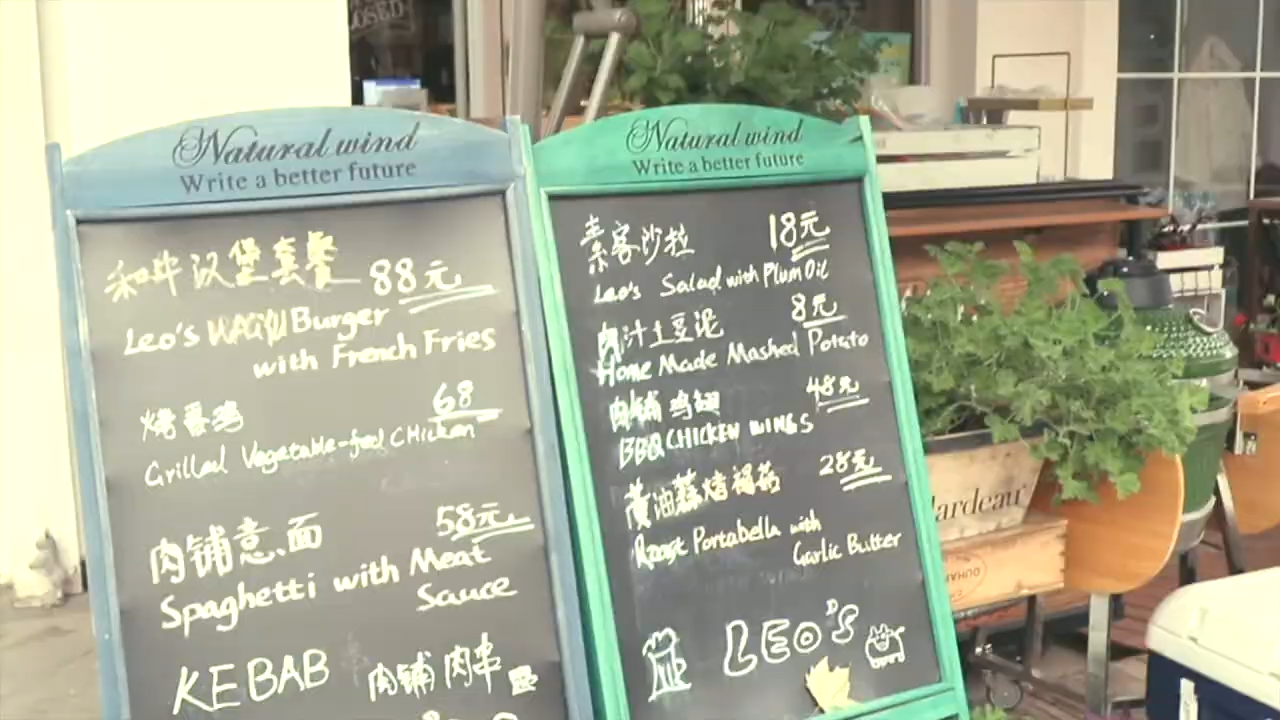 Natural wind
Write a better future
和牛汉堡套餐 88元
Leo's WAGYU Burger
with French Fries
烤番鸡 68
Grilled Vegetable-fed CHicken
肉铺意面 58元
Spaghetti with Meat
Sauce
KEBAB 肉铺肉串
Natural wind
Write a better future
素客沙拉 18元
Leo's Salad with Plum Oil
肉汁土豆泥 8元
Home Made Mashed Potato
肉铺鸡翅 48元
BBQ CHICKEN WINGS
黄油蒜烤褐菇 28元
Roast Portabella with
Garlic Butter
LEO'S
ardeau